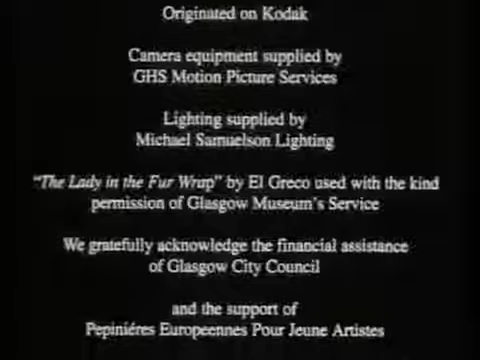 Originated on Kodak
Camera equipment supplied by
GHS Motion Picture Services
Lighting supplied by
Michael Samuelson Lighting
"The Lady in the Fur Wrap" by El Greco used with the kind
permission of Glasgow Museum's Service
We gratefully acknowledge the financial assistance
of Glasgow City Council
and the support of
Pepiniéres Europeennes Pour Jeune Artistes